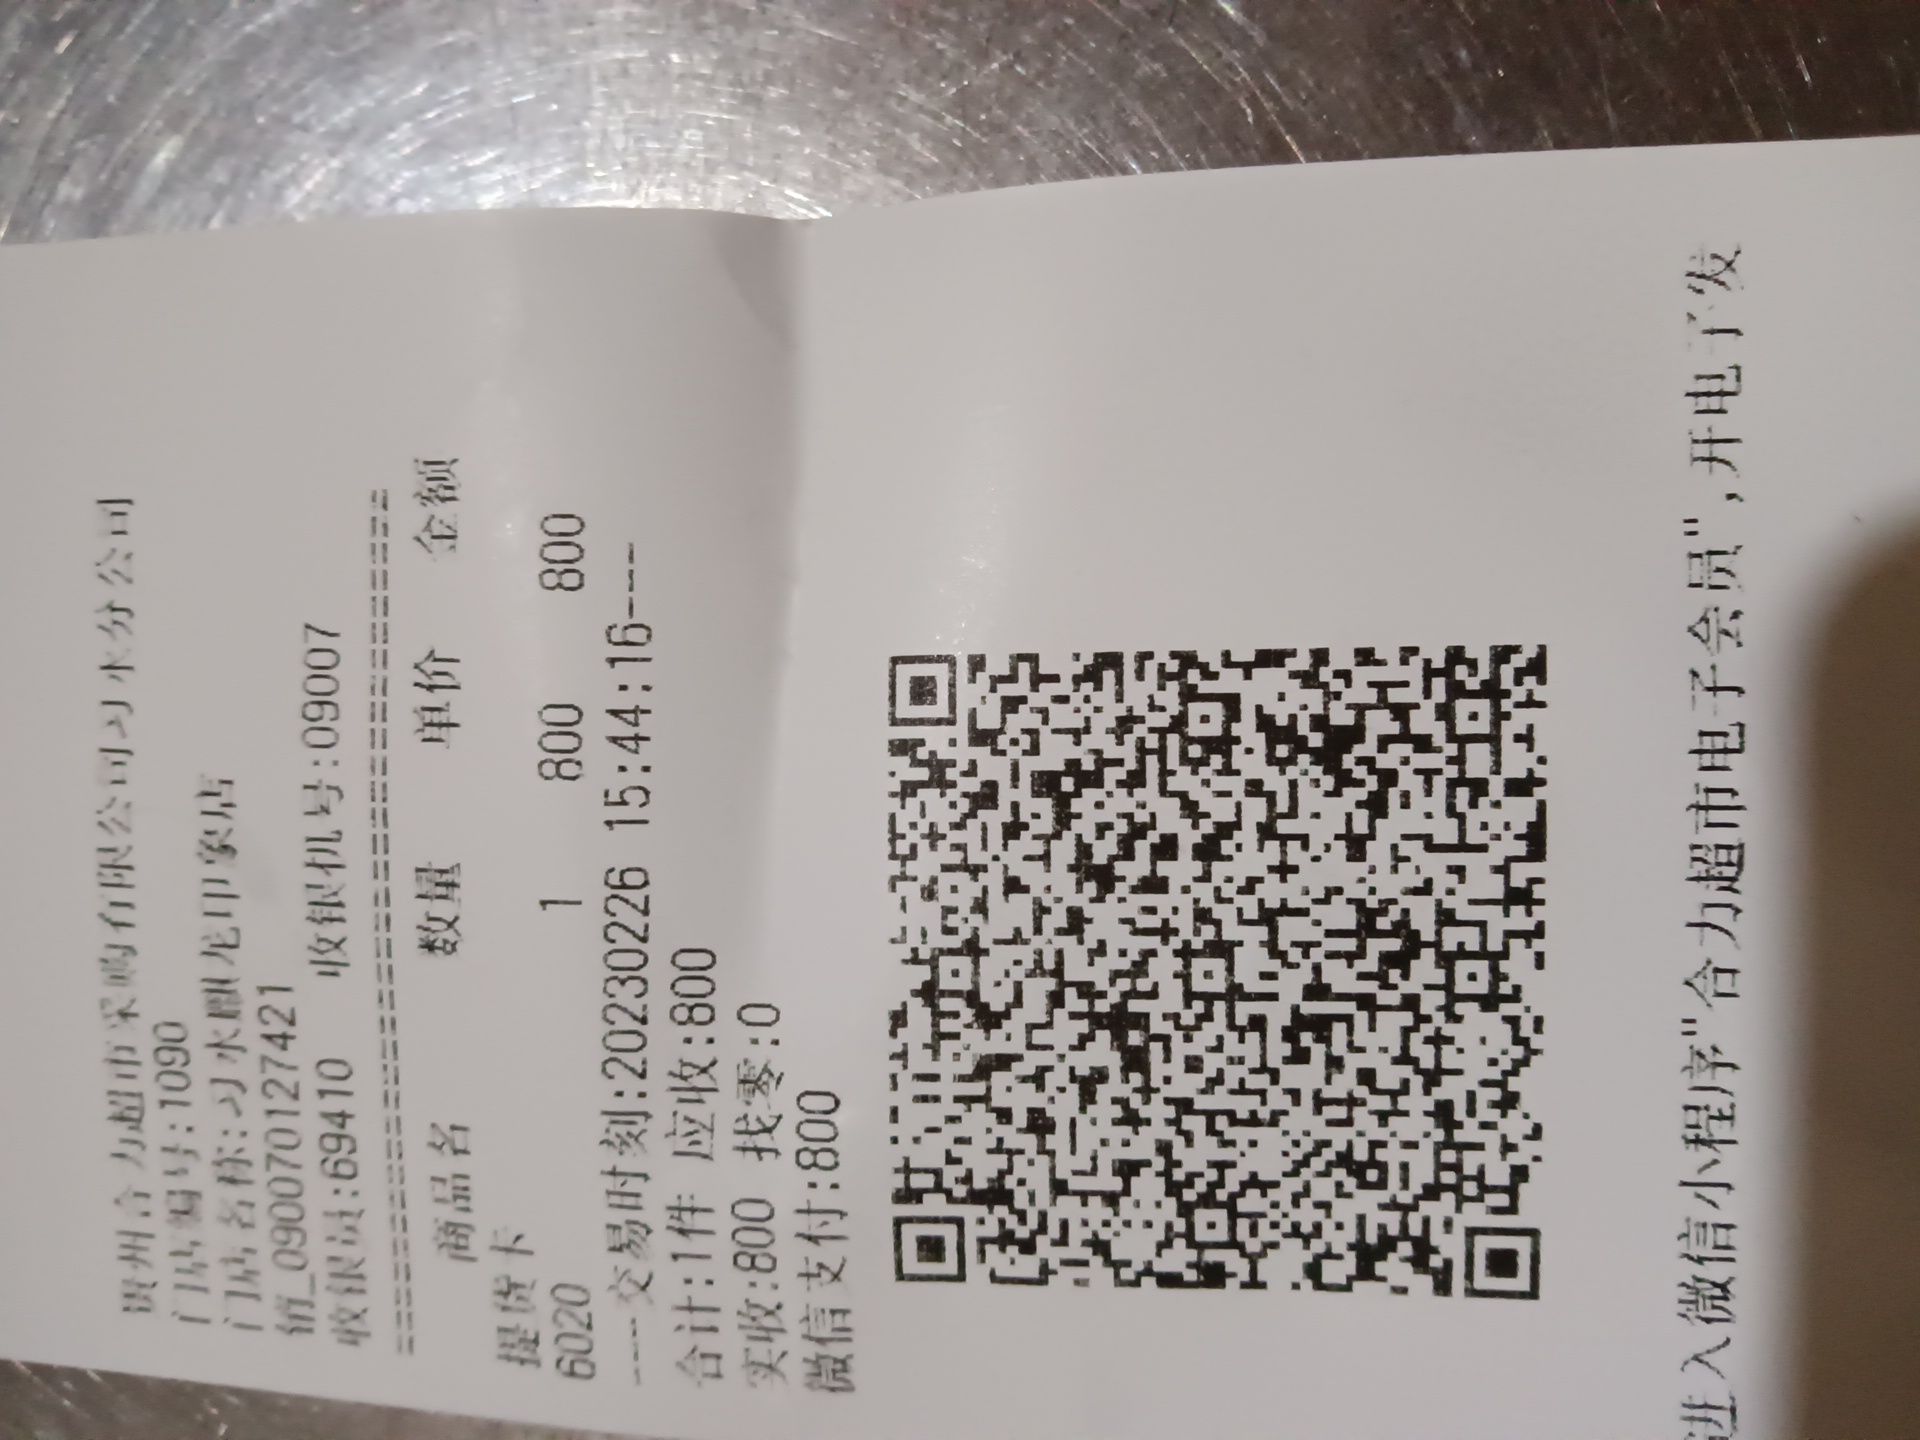 贵州合力超市采购有限公司习水分公司
门店编号:1090
门店名称:习水飘龙印象店
销_090070127421
收银员:69410 收银机号:09007
==========================================
商品名 数量 单价 金额
提货卡
6020 1 800 800
----交易时刻:20230226 15:44:16----
合计:1件 应收:800
实收:800 找零:0
微信支付:800
进入微信小程序"合力超市电子会员",开电子发